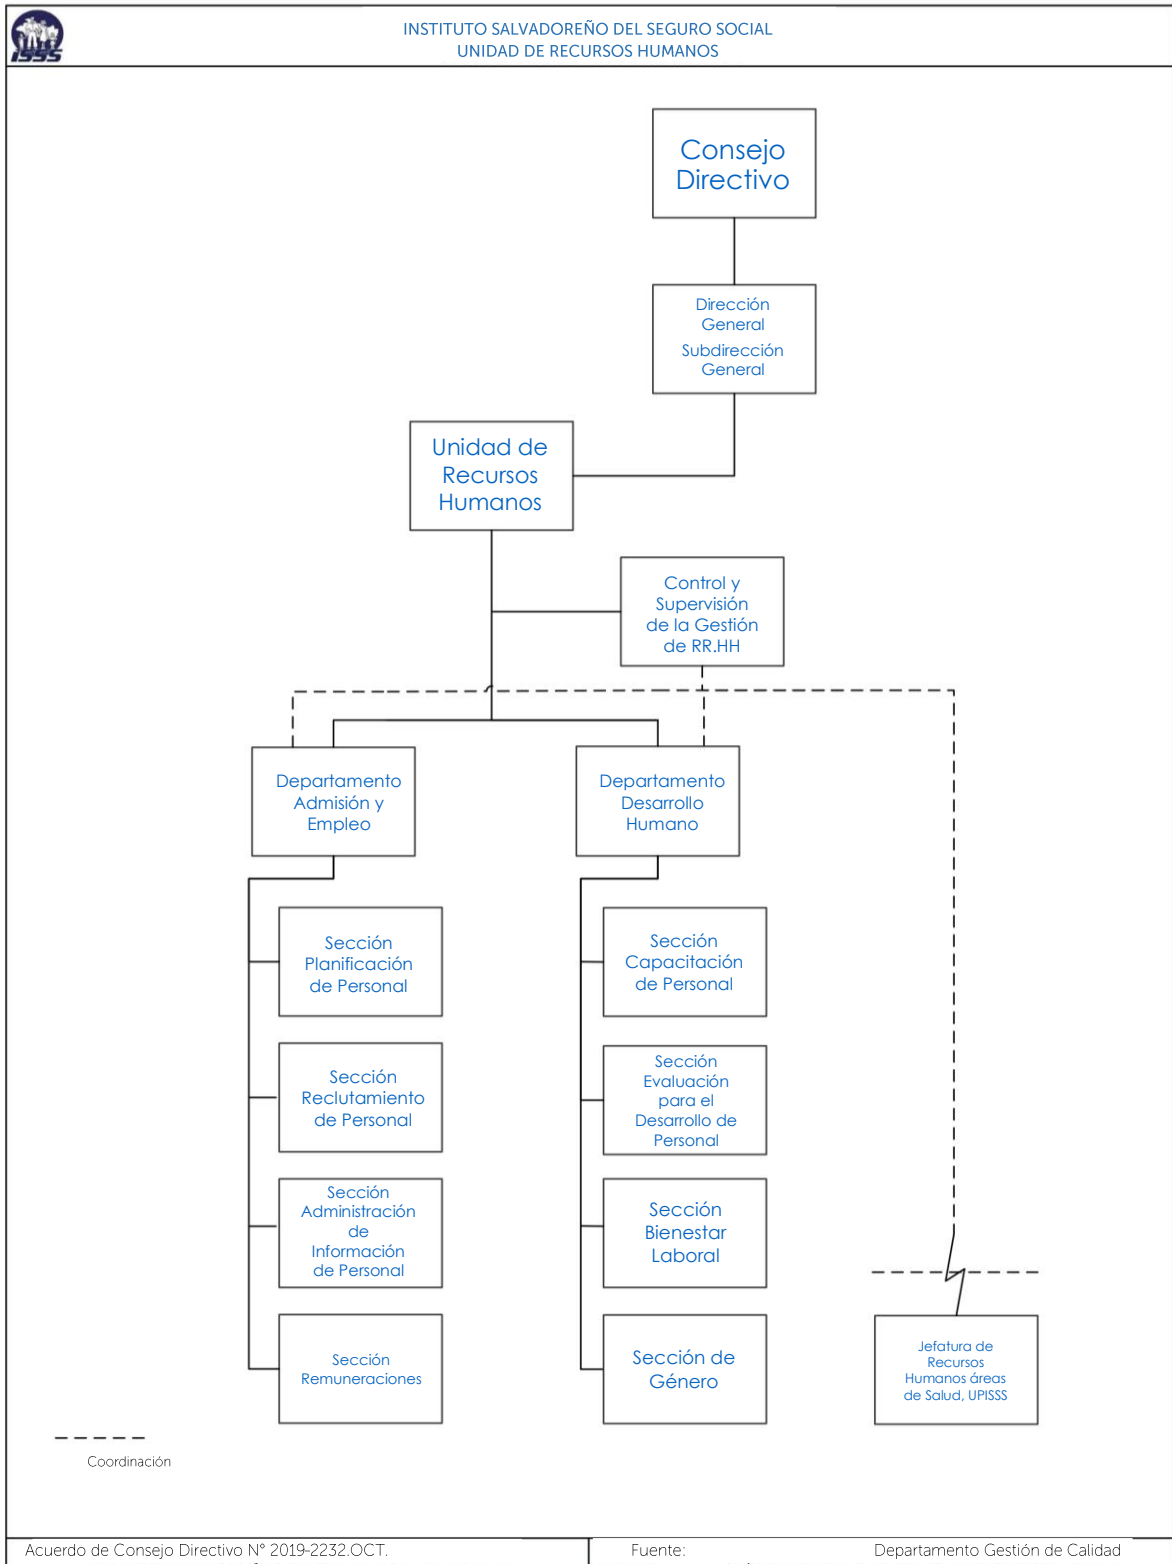 ISSS
INSTITUTO SALVADOREÑO DEL SEGURO SOCIAL
UNIDAD DE RECURSOS HUMANOS
Consejo
Directivo
Dirección
General
Subdirección
General
Unidad de
Recursos
Humanos
Control y
Supervisión
de la Gestión
de RR.HH
Departamento
Admisión y
Empleo
Departamento
Desarrollo
Humano
Sección
Planificación
de Personal
Sección
Capacitación
de Personal
Sección
Reclutamiento
de Personal
Sección
Evaluación
para el
Desarrollo de
Personal
Sección
Administración
de
Información
de Personal
Sección
Bienestar
Laboral
Sección
Remuneraciones
Sección de
Género
Jefatura de
Recursos
Humanos áreas
de Salud, UPISSS
Coordinación
Acuerdo de Consejo Directivo N° 2019-2232.OCT.
Fuente:
Departamento Gestión de Calidad